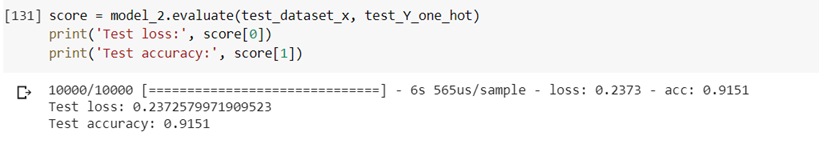 [131] score = model_2.evaluate(test_dataset_x, test_Y_one_hot)
print('Test loss:', score[0])
print('Test accuracy:', score[1])
10000/10000 [==============================] - 6s 565us/sample - loss: 0.2373 - acc: 0.9151
Test loss: 0.2372579971909523
Test accuracy: 0.9151